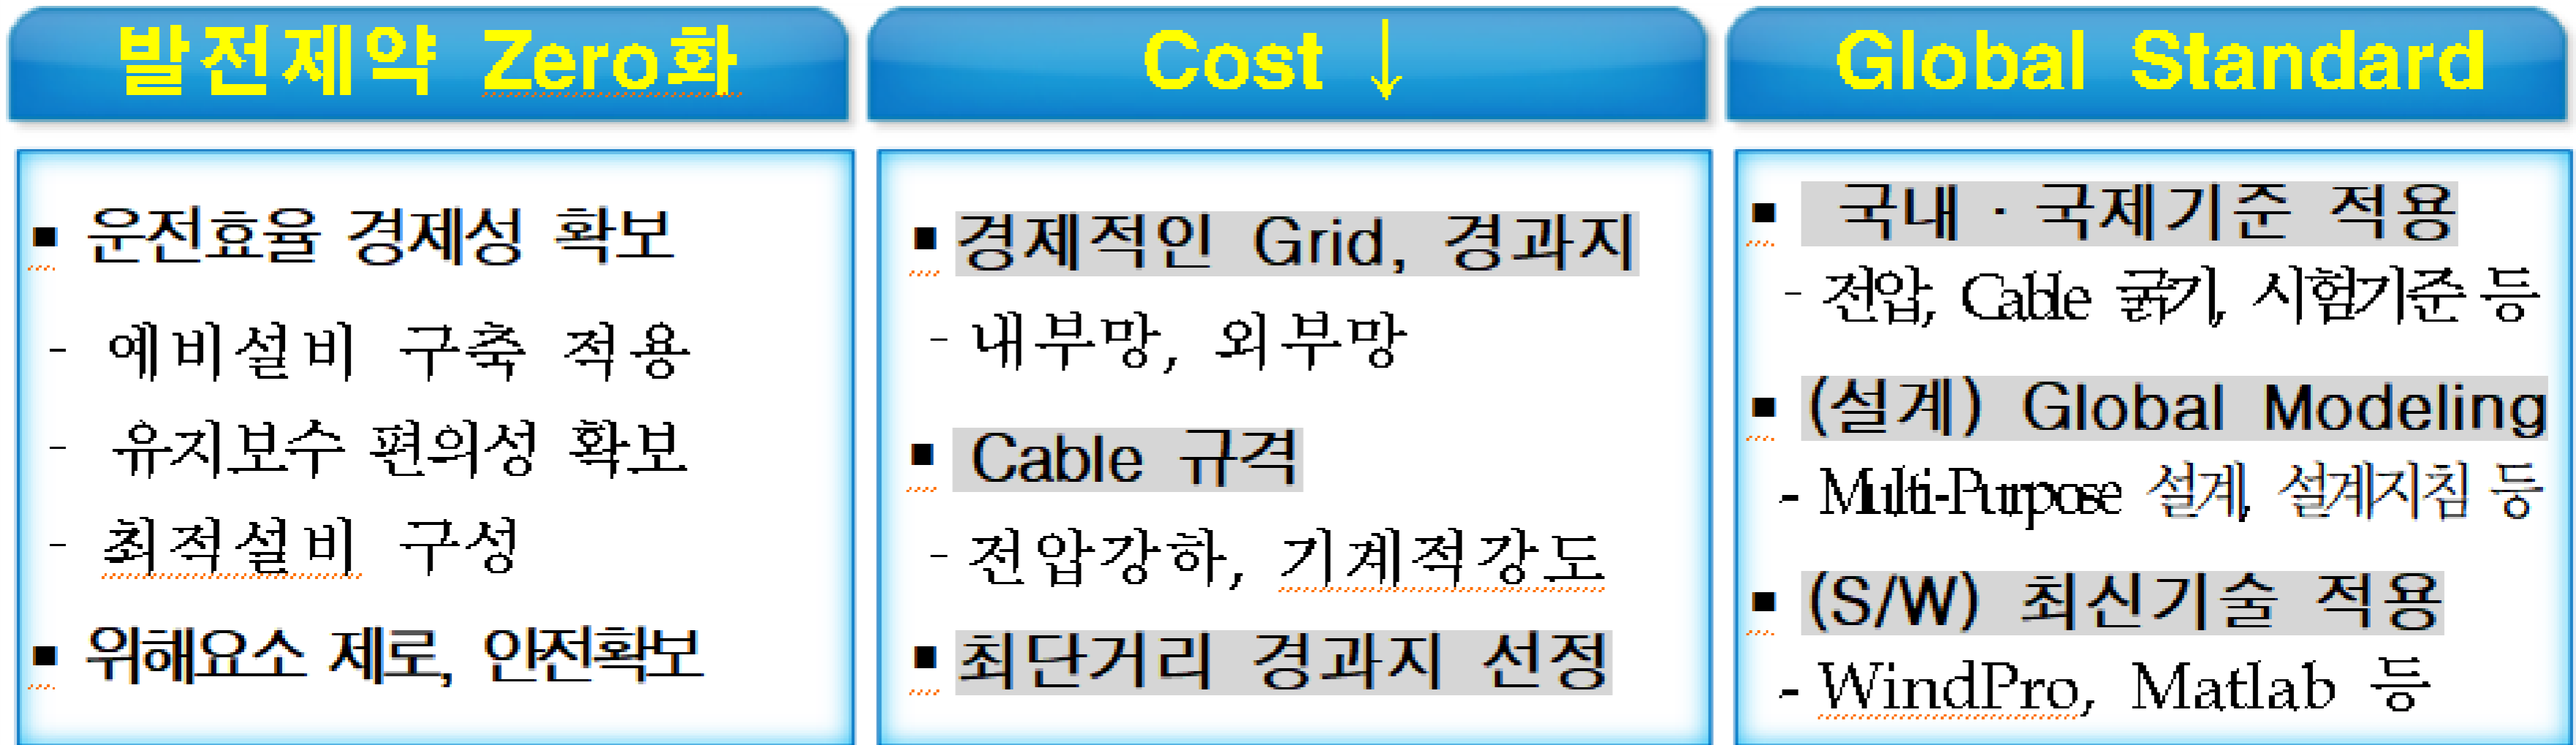 발전제약 Zero화
▪ 운전효율 경제성 확보
- 예비설비 구축 적용
- 유지보수 편의성 확보
- 최적설비 구성
▪ 위해요소 제로, 안전확보
Cost ↓
▪ 경제적인 Grid, 경과지
- 내부망, 외부망
▪ Cable 규격
- 전압강하, 기계적강도
▪ 최단거리 경과지 선정
Global Standard
▪ 국내 · 국제기준 적용
- 전압, Cable 굵기, 시험기준 등
▪ (설계) Global Modeling
- Multi-Purpose 설계, 설계지침 등
▪ (S/W) 최신기술 적용
- WindPro, Matlab 등